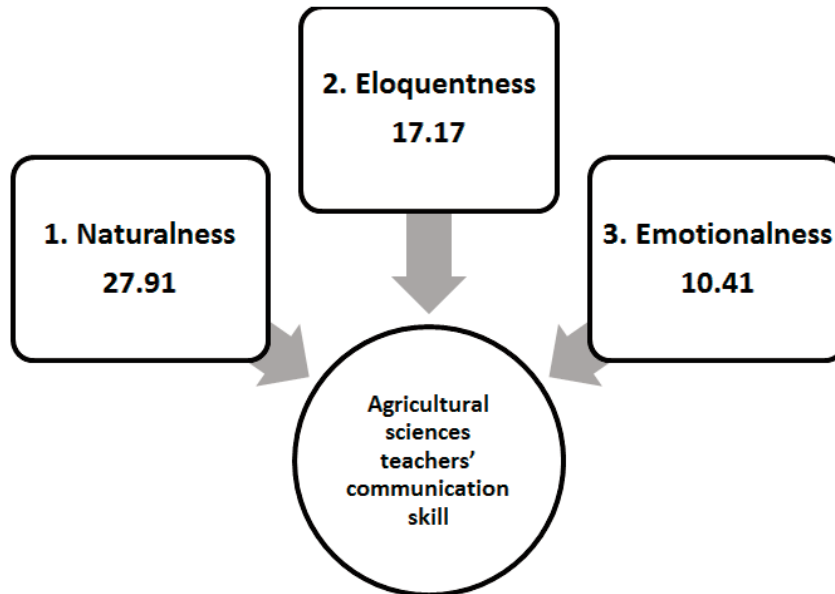 1. Naturalness
27.91
2. Eloquentness
17.17
3. Emotionalness
10.41
Agricultural
sciences
teachers’
communication
skill